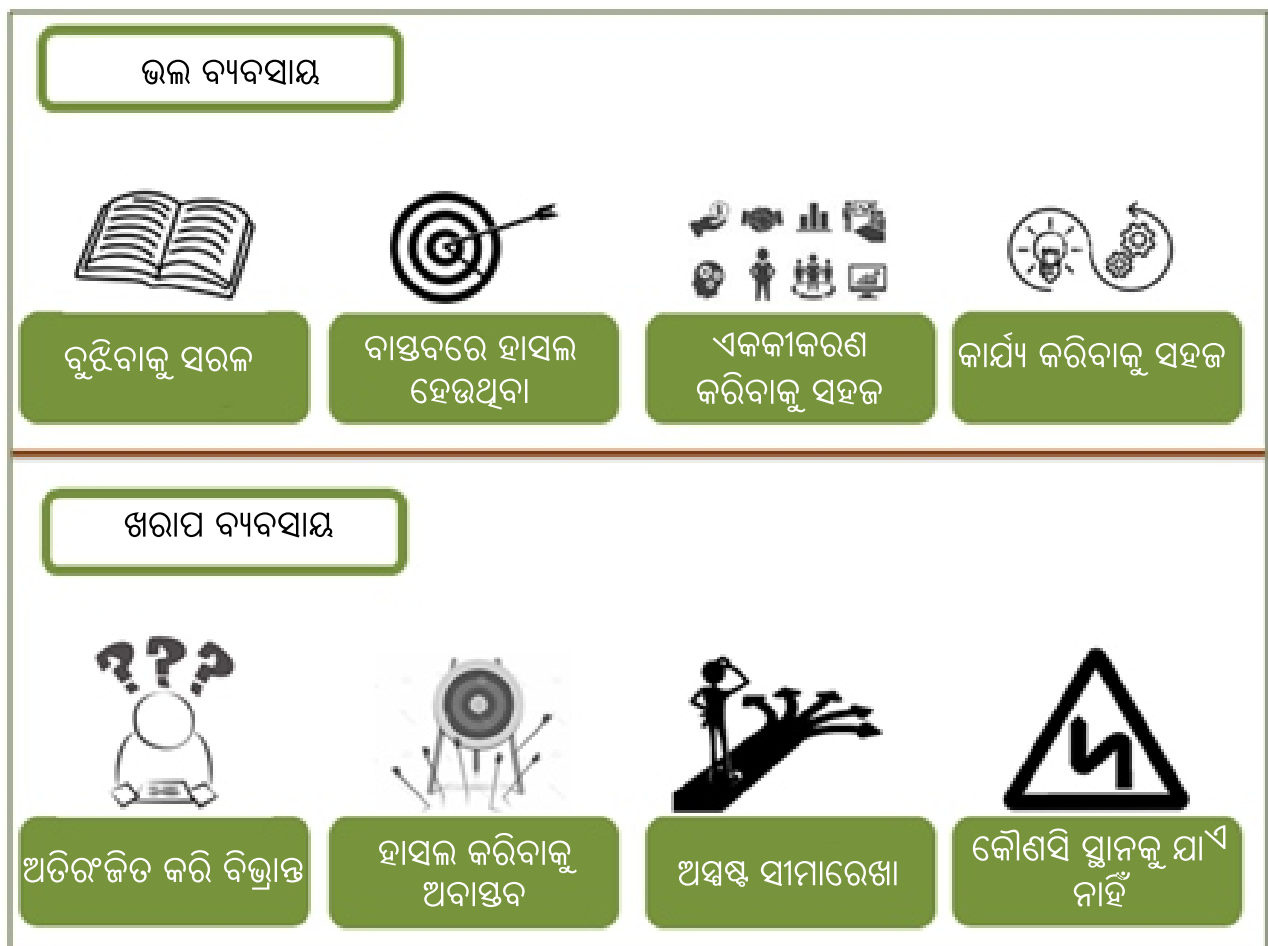 ଭଲ ବ୍ୟବସାୟ
ବୁଝିବାକୁ ସରଳ
ବାସ୍ତବରେ ହାସଲ
ହେଉଥିବା
ଏକକୀକରଣ
କରିବାକୁ ସହଜ
କାର୍ଯ୍ୟ କରିବାକୁ ସହଜ
ଖରାପ ବ୍ୟବସାୟ
ଅତିରଂଜିତ କରି ବିଭ୍ରାନ୍ତ
ହାସଲ କରିବାକୁ
ଅବାସ୍ତବ
ଅସ୍ପଷ୍ଟ ସୀମାରେଖା
କୌଣସି ସ୍ଥାନକୁ ଯାଏ
ନାହିଁ